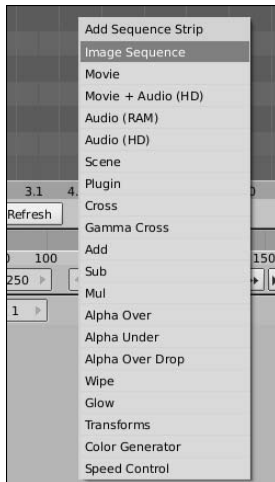 Add Sequence Strip
Image Sequence
Movie
Movie + Audio (HD)
Audio (RAM)
Audio (HD)
Scene
Plugin
3.1 4.
Cross
Refresh
Gamma Cross
Add
100 150
Sub
250
Mul
1
Alpha Over
Alpha Under
Alpha Over Drop
Wipe
Glow
Transforms
Color Generator
Speed Control